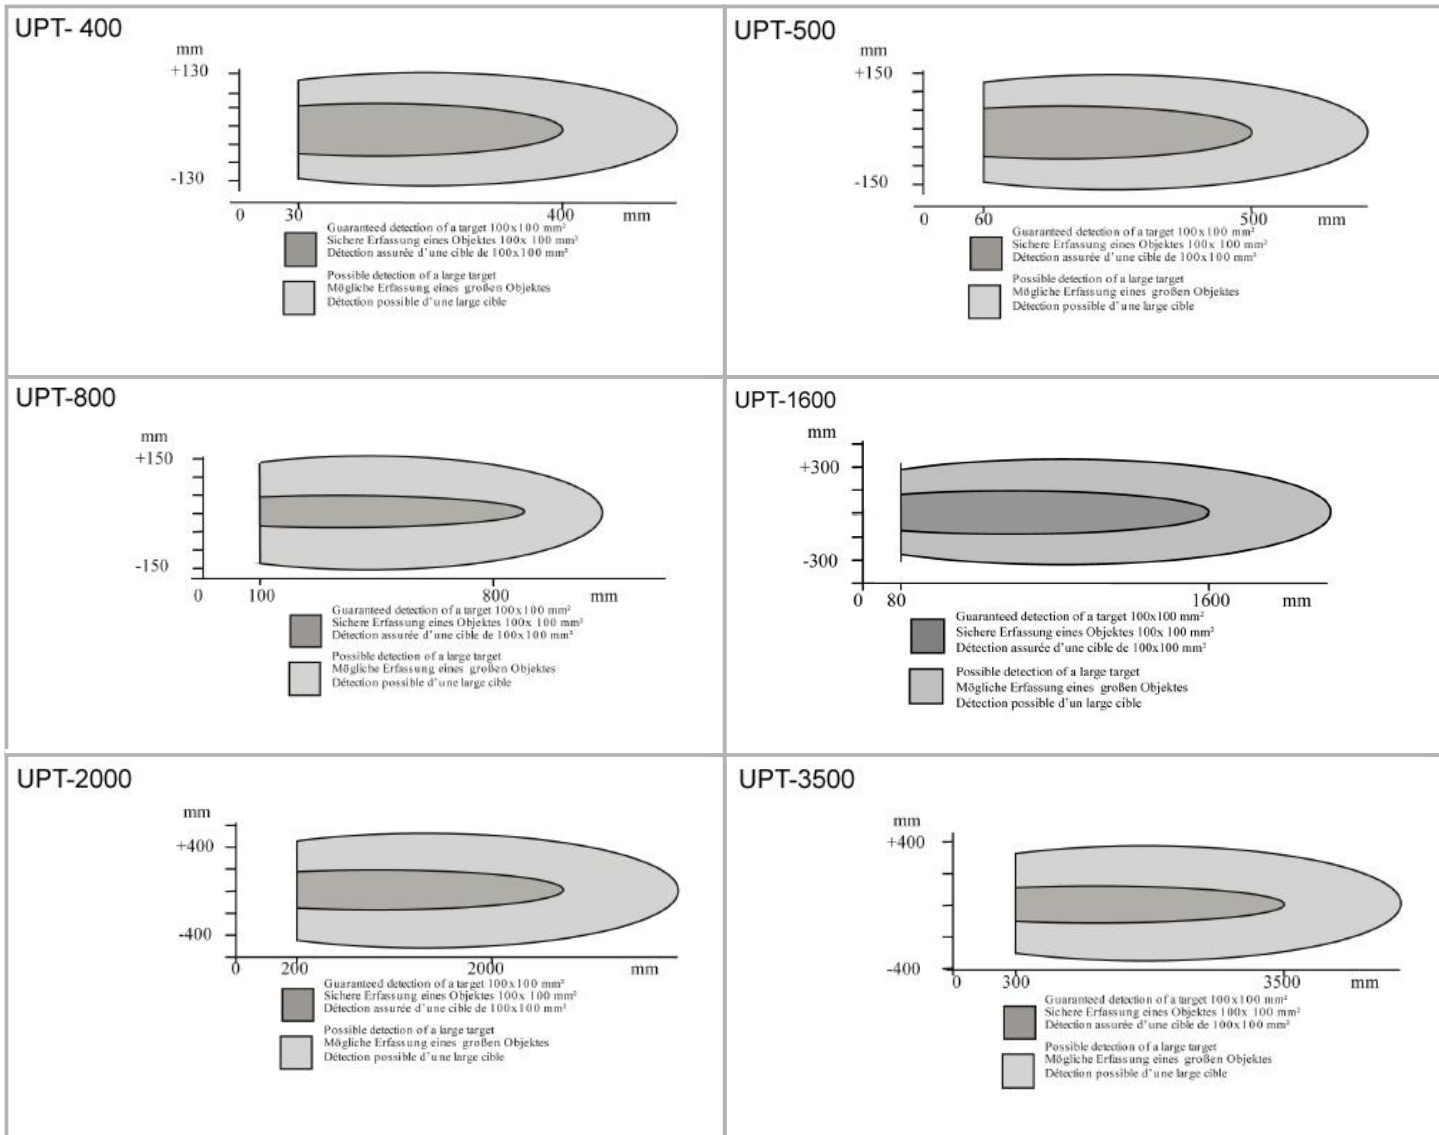 UPT- 400
mm
+130
-130
0 30 400 mm
Guaranteed detection of a target 100x100 mm²
Sichere Erfassung eines Objektes 100x 100 mm²
Détection assurée d'une cible de 100x100 mm²
Possible detection of a large target
Mögliche Erfassung eines großen Objektes
Détection possible d'une large cible
UPT-500
mm
+150
-150
0 60 500 mm
Guaranteed detection of a target 100x100 mm²
Sichere Erfassung eines Objektes 100x 100 mm²
Détection assurée d'une cible de 100x100 mm²
Possible detection of a large target
Mögliche Erfassung eines großen Objektes
Détection possible d'une large cible
UPT-800
mm
+150
-150
0 100 800 mm
Guaranteed detection of a target 100x100 mm²
Sichere Erfassung eines Objektes 100x 100 mm²
Détection assurée d'une cible de 100x100 mm²
Possible detection of a large target
Mögliche Erfassung eines großen Objektes
Détection possible d'une large cible
UPT-1600
mm
+300
-300
0 80 1600 mm
Guaranteed detection of a target 100x100 mm²
Sichere Erfassung eines Objektes 100x 100 mm²
Détection assurée d'une cible de 100x100 mm²
Possible detection of a large target
Mögliche Erfassung eines großen Objektes
Détection possible d'un large cible
UPT-2000
mm
+400
-400
0 200 2000 mm
Guaranteed detection of a target 100x100 mm²
Sichere Erfassung eines Objektes 100x 100 mm²
Détection assurée d'une cible de 100x100 mm²
Possible detection of a large target
Mögliche Erfassung eines großen Objektes
Détection possible d'une large cible
UPT-3500
mm
+400
-400
0 300 3500 mm
Guaranteed detection of a target 100x100 mm²
Sichere Erfassung eines Objektes 100x 100 mm²
Détection assurée d'une cible de 100x100 mm²
Possible detection of a large target
Mögliche Erfassung eines großen Objektes
Détection possible d'une large cible